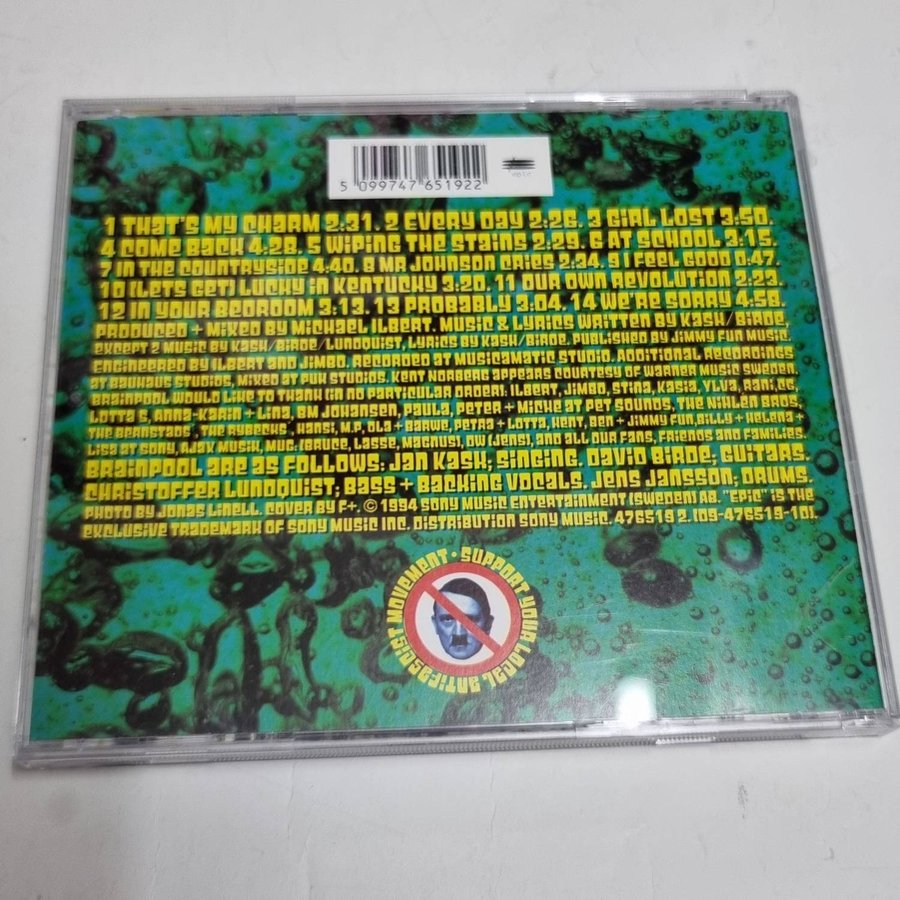 5 099747 651922
epic
1 THAT'S MY CHARM 2:31. 2 EVERY DAY 2:26. 3 GIRL LOST 3:50.
4 COME BACK 4:28. 5 WIPING THE STAINS 2:29. 6 AT SCHOOL 3:15.
7 IN THE COUNTRYSIDE 4:40. 8 MR JOHNSON CRIES 2:34. 9 I FEEL GOOD 0:47.
10 (LETS GET) LUCKY IN KENTUCKY 3:20. 11 OUR OWN REVOLUTION 2:23.
12 IN YOUR BEDROOM 3:13. 13 PROBABLY 3:04. 14 WE'RE SORRY 4:58.
PRODUCED + MIXED BY MICHAEL ILBERT. MUSIC & LYRICS WRITTEN BY KASK/BIRDE,
EXCEPT 2 MUSIC BY KASK/BIRDE/LUNDQUIST, LYRICS BY KASK/BIRDE. PUBLISHED BY JIMMY FUN MUSIC.
ENGINEERED BY ILBERT AND JIMBO. RECORDED AT MUSICAMATIC STUDIO. ADDITIONAL RECORDINGS
AT BAUHAUS STUDIOS, MIXED AT PUK STUDIOS. KENT NORBERG APPEARS COURTESY OF WARNER MUSIC SWEDEN.
BRAINPOOL WOULD LIKE TO THANK (IN NO PARTICULAR ORDER): ILBERT, JIMBO, STINA, KASIA, YLVA, RANI,
LOTTA S, ANNA-KARIN + LINA, BM JOHANSEN, PAULA, PETER + MICHE AT PET SOUNDS, THE NIHLEN BROS,
THE BEARSTADS, THE RYBECKS, HANSI, M.P, OLA + BARWE, PETRA + LOTTA, KENT, BEN + JIMMY FUN, BILLY + HELENA +
LISA AT SONY, AJAY MUSIK, MVG (BRUCE, LASSE, MAGNUS), DW (JENS), AND ALL OUR FANS, FRIENDS AND FAMILIES
BRAINPOOL ARE AS FOLLOWS: JAN KASK; SINGING. DAVID BIRDE; GUITARS.
CHRISTOFFER LUNDQUIST; BASS + BACKING VOCALS. JENS JANSSON; DRUMS.
PHOTO BY JONAS LINELL. COVER BY F+. © 1994 SONY MUSIC ENTERTAINMENT (SWEDEN) AB. "EPIC" IS THE
EXCLUSIVE TRADEMARK OF SONY MUSIC INC. DISTRIBUTION SONY MUSIC. 476519 2. (09-476519-10).
SUPPORT YOUR LOCAL ANTIFASCIST MOVEMENT •